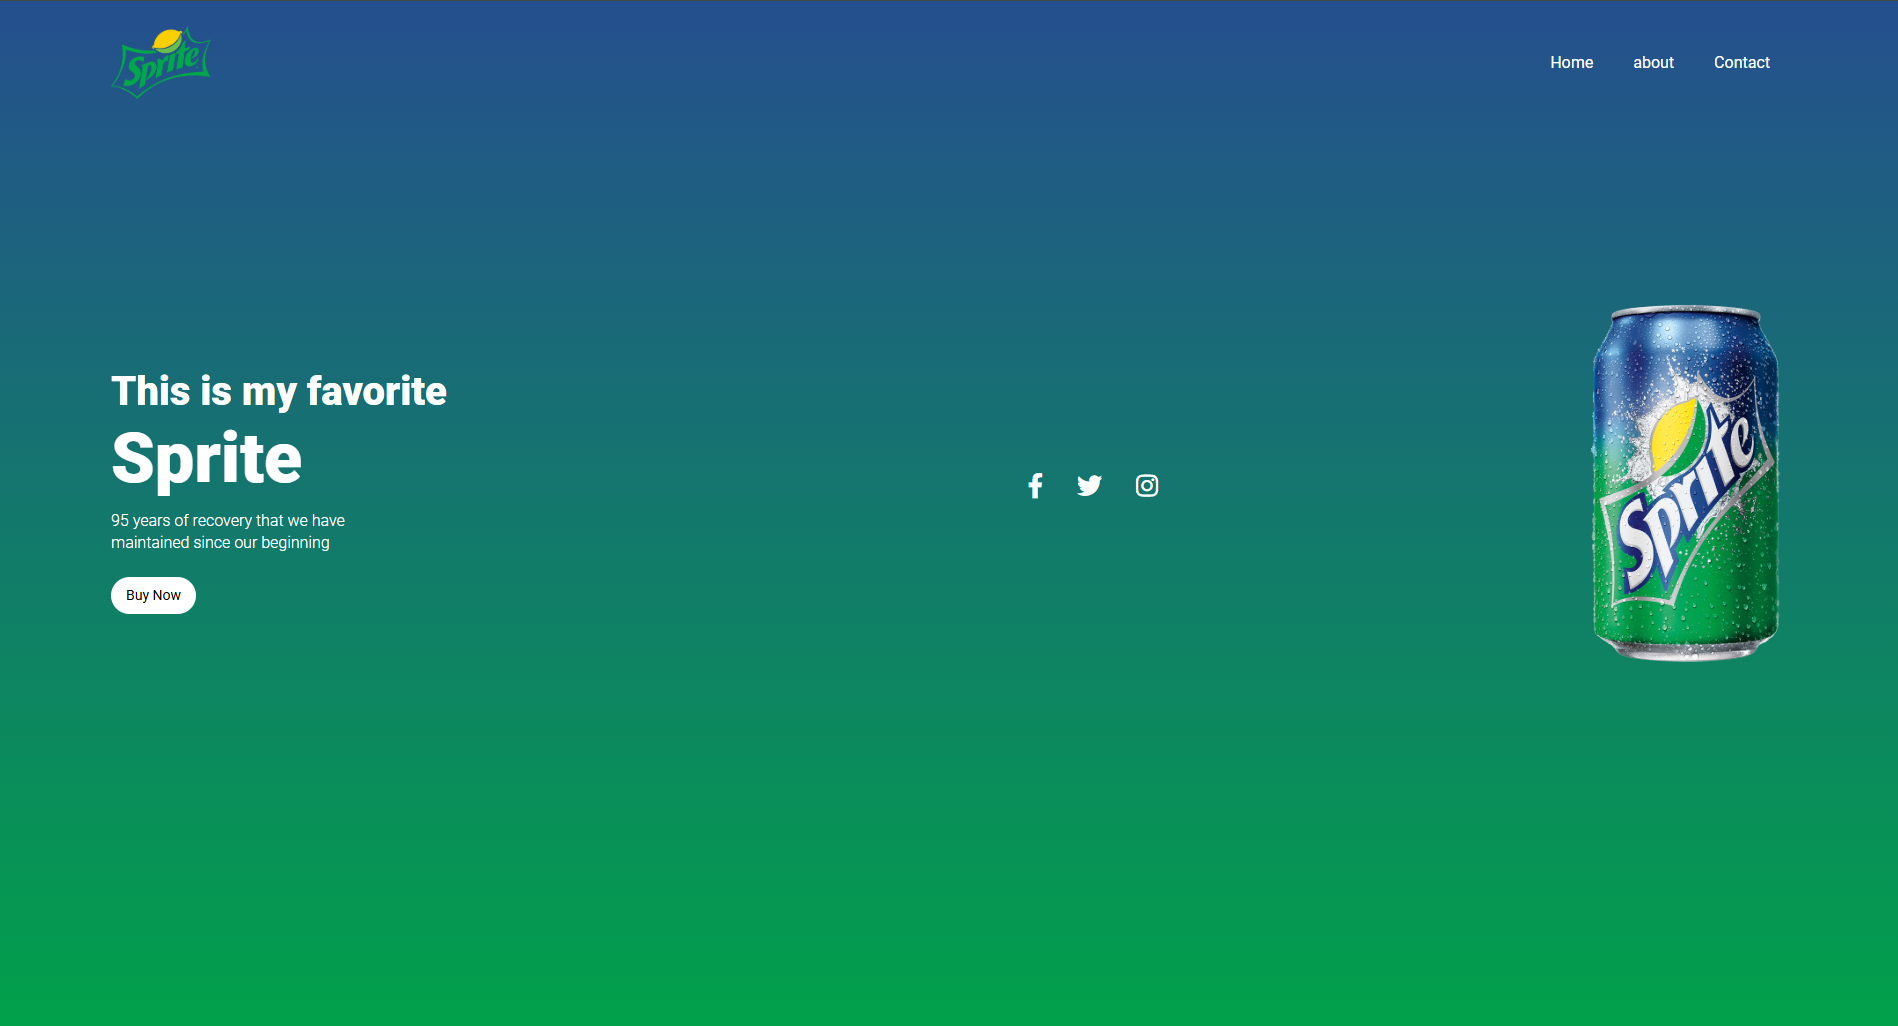 Sprite
Home about Contact
This is my favorite
Sprite
95 years of recovery that we have
maintained since our beginning
Buy Now
Sprite